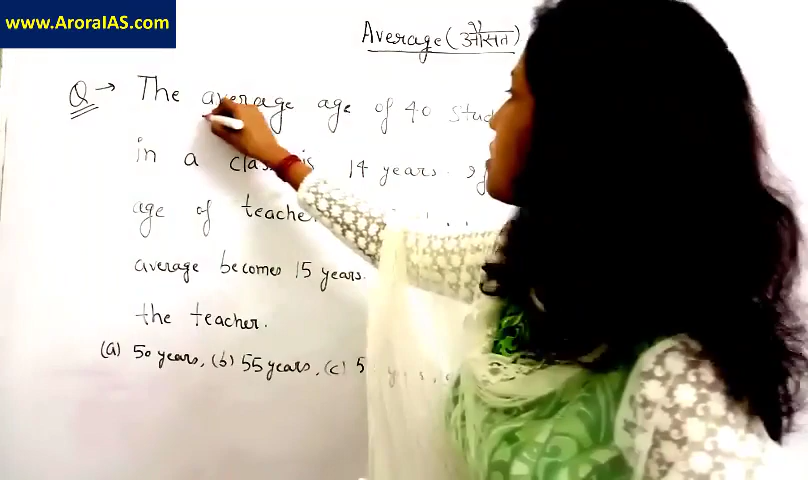 www.AroraIAS.com
Average (औसत)
Q → The average age of 40 stud
in a class is 14 years. If
age of teacher
average becomes 15 years.
the teacher.
(a) 50 years, (b) 55 years, (c) 5